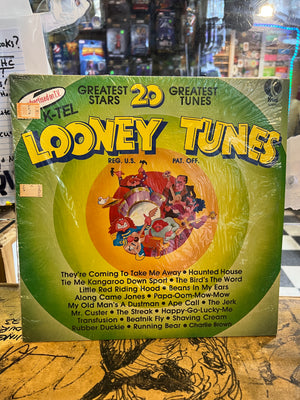 GREATEST STARS
20
GREATEST TUNES
K-TEL
LOONEY TUNES
REG. U.S. PAT. OFF.
They're Coming To Take Me Away • Haunted House
Tie Me Kangaroo Down Sport • The Bird's The Word
Little Red Riding Hood • Beans In My Ears
Along Came Jones • Papa-Oom-Mow-Mow
My Old Man's A Dustman • Ape Call • The Jerk
Mr. Custer • The Streak • Happy-Go-Lucky-Me
Transfusion • Beatnik Fly • Shaving Cream
Rubber Duckie • Running Bear • Charlie Brown